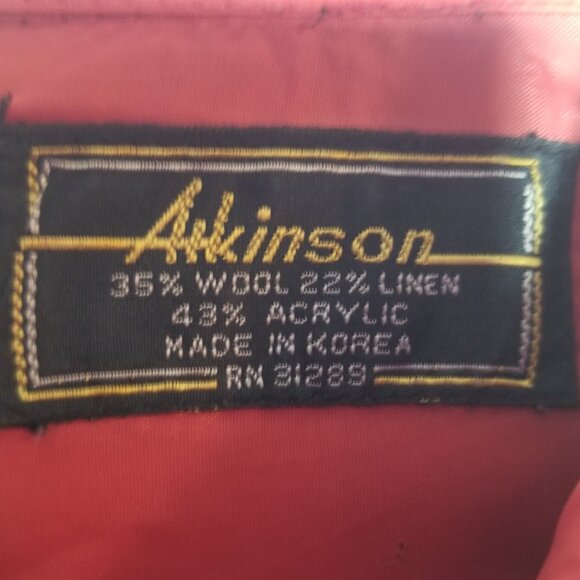 Atkinson
35% WOOL 22% LINEN
43% ACRYLIC
MADE IN KOREA
RN 31289